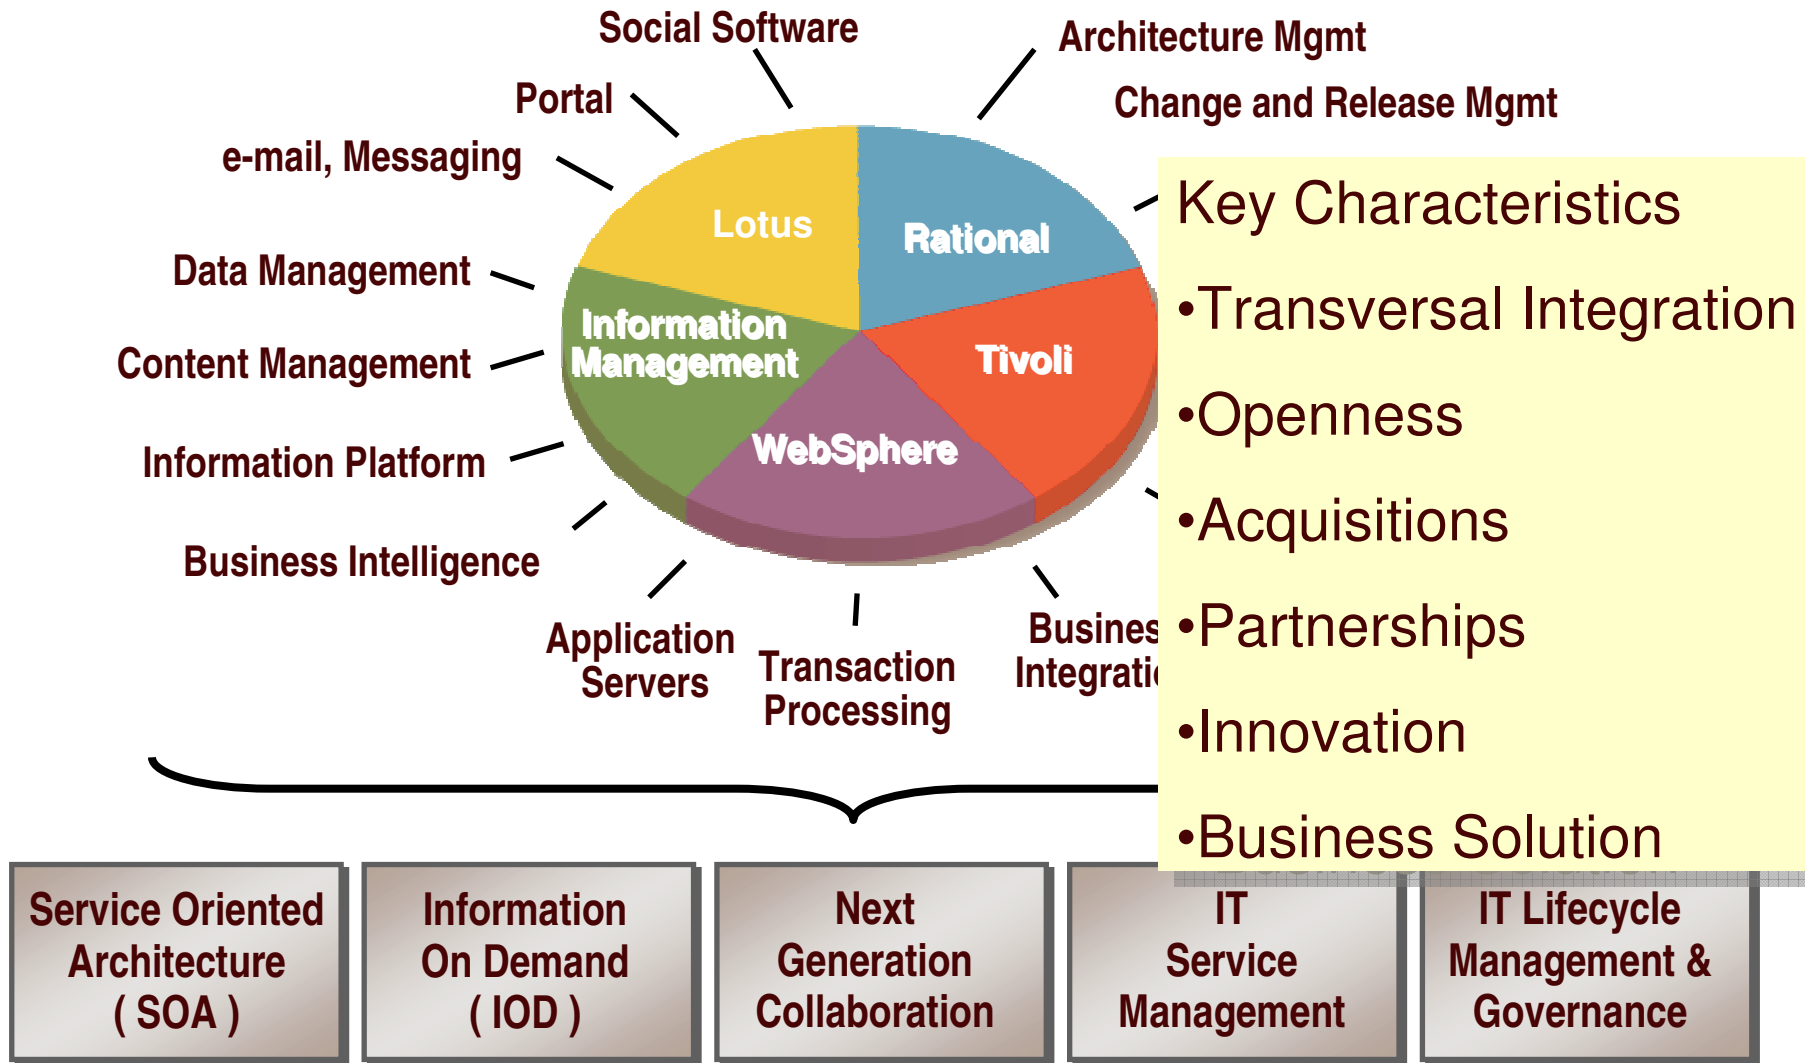 Social Software
Architecture Mgmt
Portal
Change and Release Mgmt
e-mail, Messaging
Data Management
Content Management
Information Platform
Business Intelligence
Lotus
Rational
Information
Management
Tivoli
WebSphere
Application
Servers
Transaction
Processing
Key Characteristics
•Transversal Integration
•Openness
•Acquisitions
•Partnerships
•Innovation
•Business Solution
Service Oriented
Architecture
( SOA )
Information
On Demand
( IOD )
Next
Generation
Collaboration
IT
Service
Management
IT Lifecycle
Management &
Governance